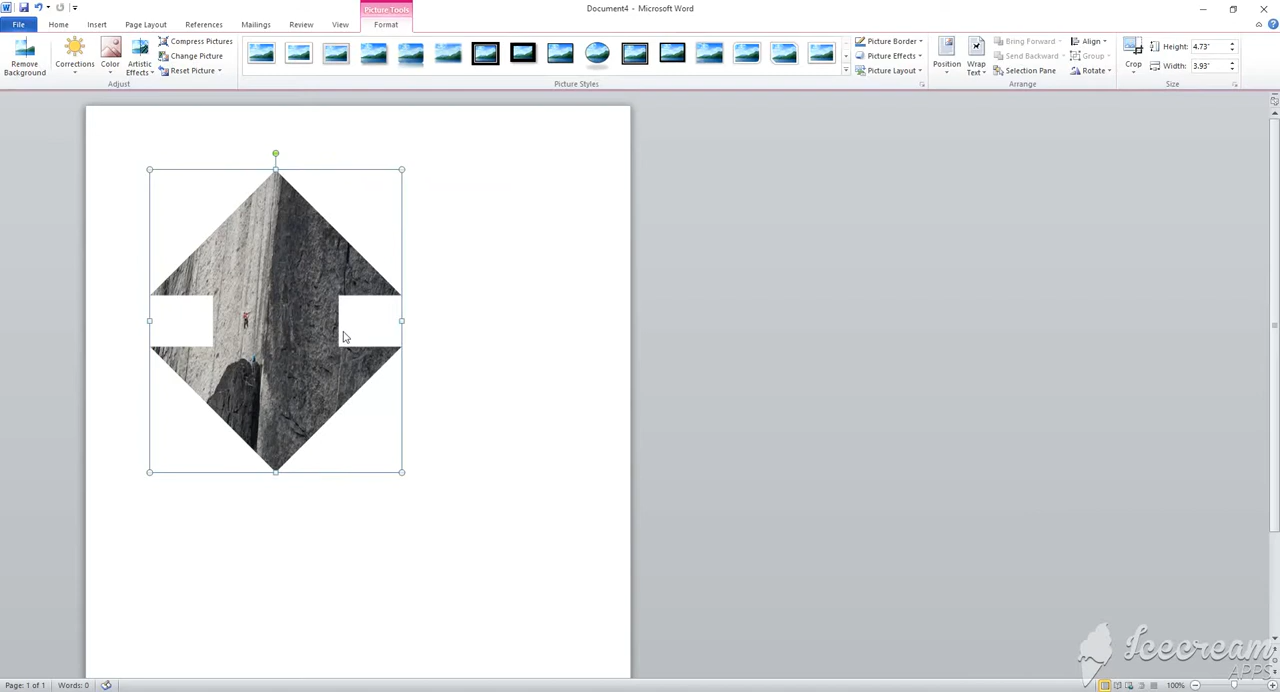 Document4 - Microsoft Word
Picture Tools
File Home Insert Page Layout References Mailings Review View Format
Remove Background
Corrections
Color
Artistic Effects
Compress Pictures
Change Picture
Reset Picture
Adjust
Picture Styles
Picture Border
Picture Effects
Picture Layout
Position
Wrap Text
Bring Forward
Send Backward
Selection Pane
Align
Group
Rotate
Arrange
Crop
Height: 4.73"
Width: 3.93"
Size
Icecream
APPS
Page: 1 of 1 Words: 0 100%